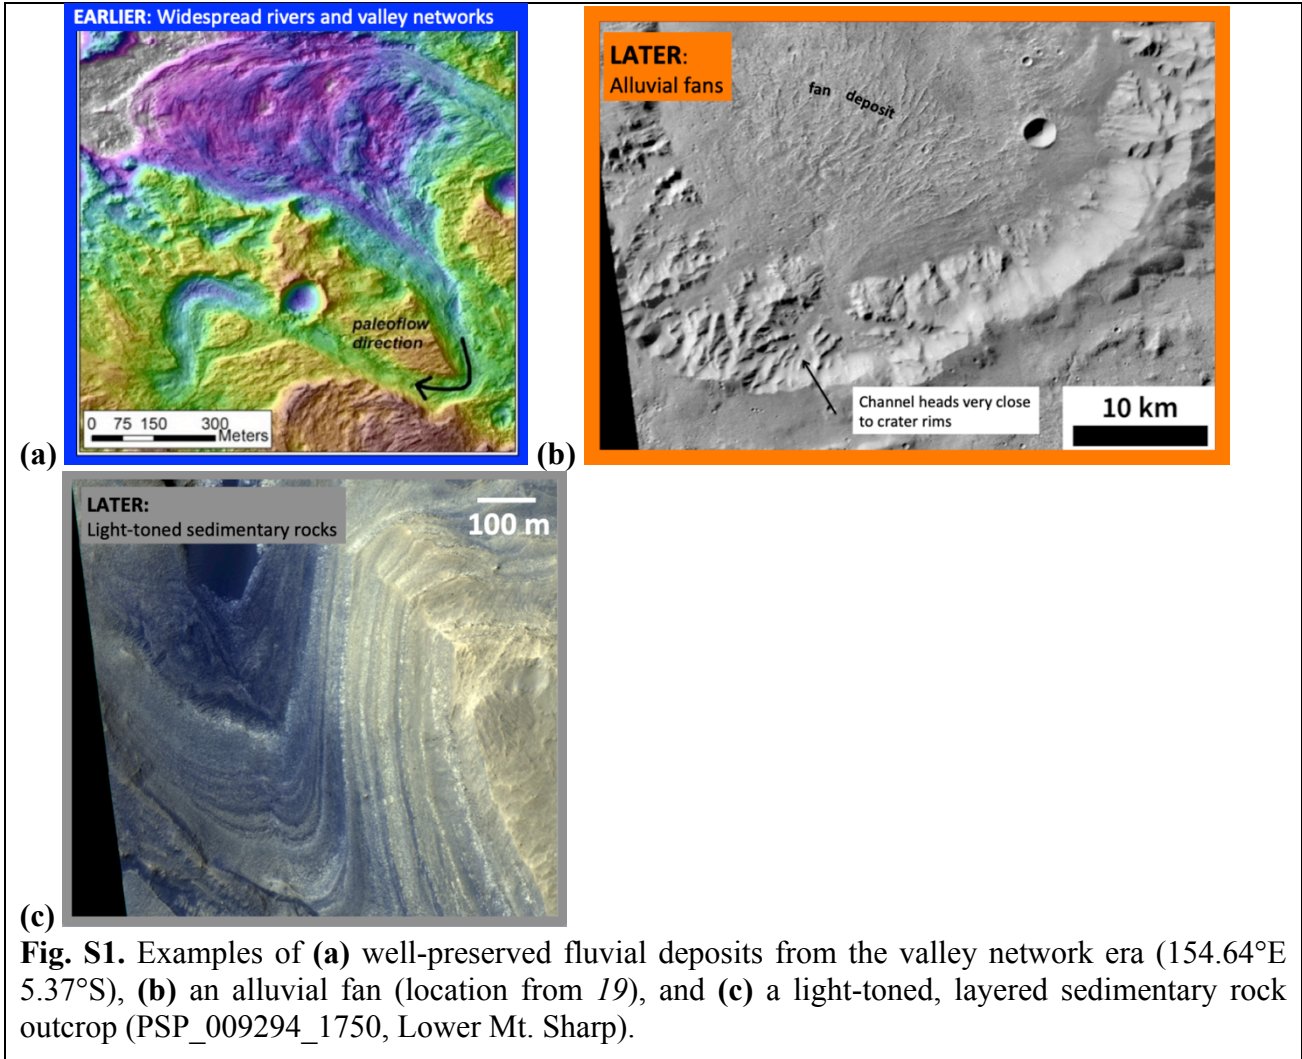 EARLIER: Widespread rivers and valley networks
paleoflow
direction
0 75 150 300
Meters
(a)
LATER:
Alluvial fans
fan deposit
Channel heads very close
to crater rims
10 km
(b)
LATER:
Light-toned sedimentary rocks
100 m
(c)
Fig. S1. Examples of (a) well-preserved fluvial deposits from the valley network era (154.64°E
5.37°S), (b) an alluvial fan (location from 19), and (c) a light-toned, layered sedimentary rock
outcrop (PSP_009294_1750, Lower Mt. Sharp).